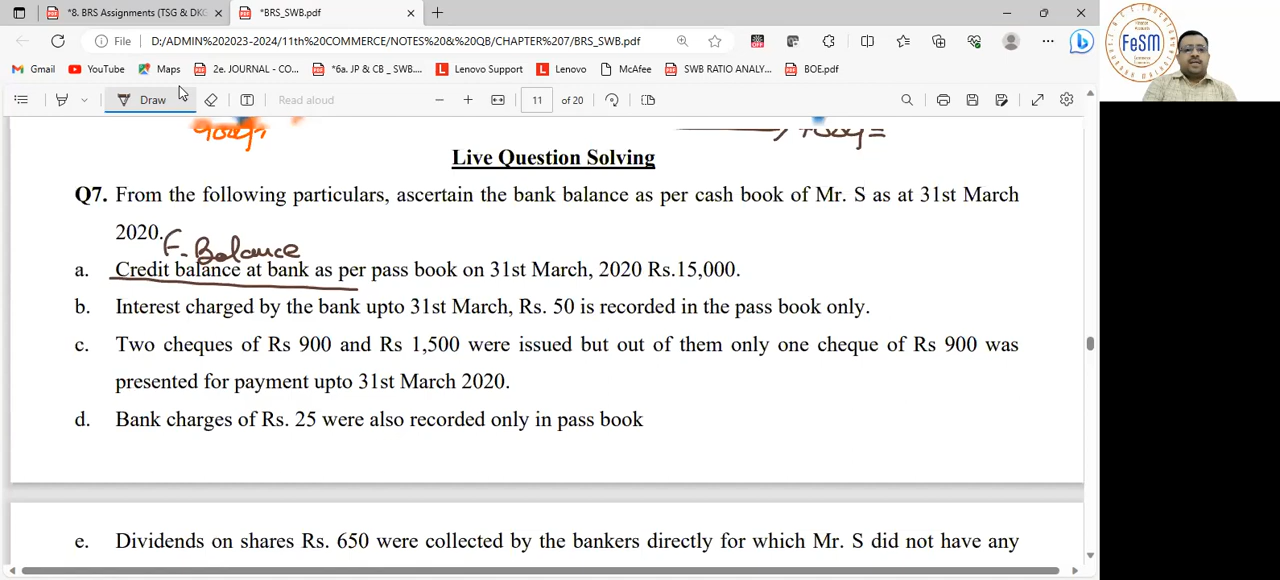 *8. BRS Assignments (TSG & DKG
*BRS_SWB.pdf
File
D:/ADMIN%202023-2024/11th%20COMMERCE/NOTES%
IQB/CHAPTER%207/BRS_SWB.pdf
Gmail
YouTube
Maps
2e. JOURNAL - CO...
*6a. JP & CB _SWB....
Lenovo Support
Lenovo
McAfee
SWB RATIO ANALY...
BOE.pdf
Draw
Read aloud
11 of 20
FeSM
Live Question Solving
Q7. From the following particulars, ascertain the bank balance as per cash book of Mr. S as at 31st March
2020.
F. Balance
a. Credit balance at bank as per pass book on 31st March, 2020 Rs.15,000.
b. Interest charged by the bank upto 31st March, Rs. 50 is recorded in the pass book only.
c. Two cheques of Rs 900 and Rs 1,500 were issued but out of them only one cheque of Rs 900 was
presented for payment upto 31st March 2020.
d. Bank charges of Rs. 25 were also recorded only in pass book
e. Dividends on shares Rs. 650 were collected by the bankers directly for which Mr. S did not have any